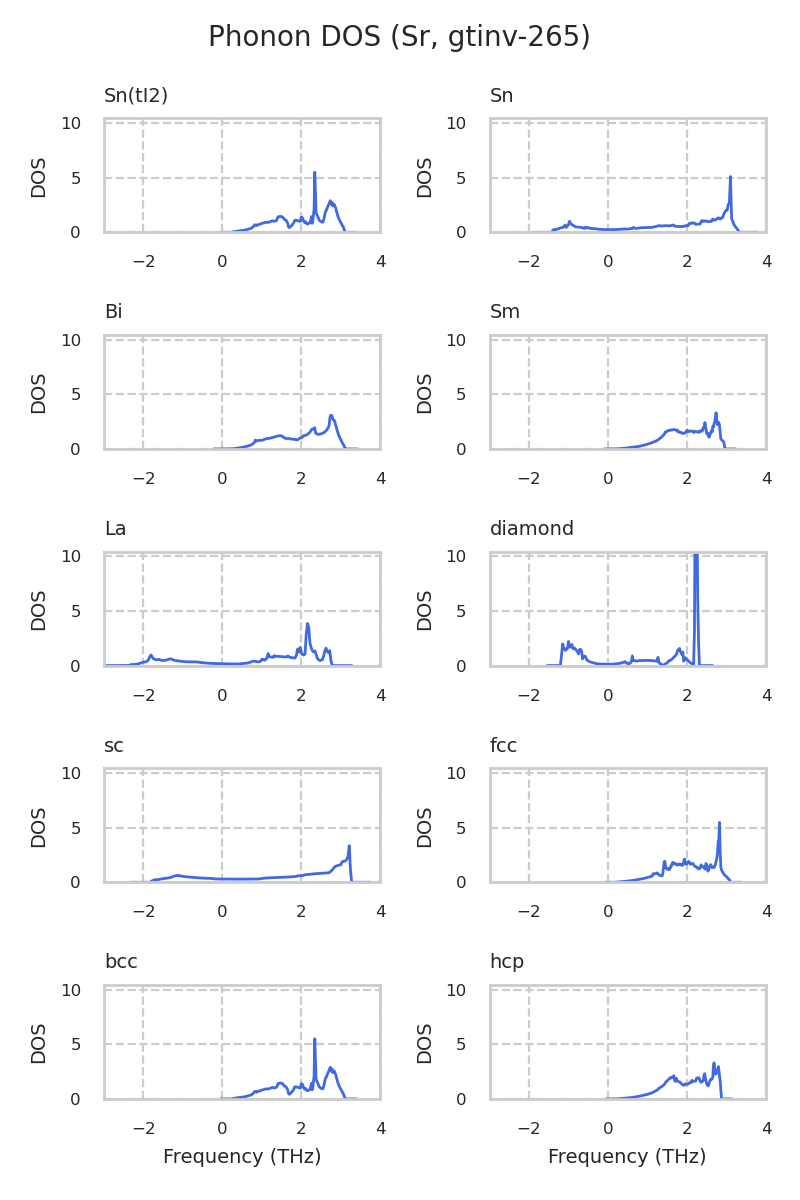 Phonon DOS (Sr, gtinv-265)
Sn(tI2) Sn
10 10
DOS 5 DOS 5
0 0
−2 0 2 4 −2 0 2 4
Bi Sm
10 10
DOS 5 DOS 5
0 0
−2 0 2 4 −2 0 2 4
La diamond
10 10
DOS 5 DOS 5
0 0
−2 0 2 4 −2 0 2 4
sc fcc
10 10
DOS 5 DOS 5
0 0
−2 0 2 4 −2 0 2 4
bcc hcp
10 10
DOS 5 DOS 5
0 0
−2 0 2 4 −2 0 2 4
Frequency (THz) Frequency (THz)